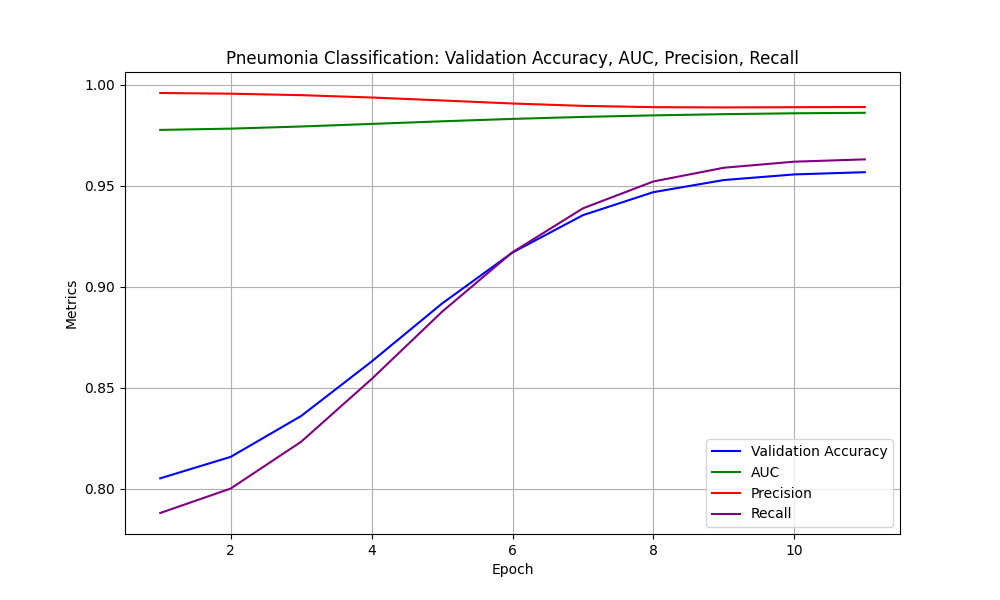 Pneumonia Classification: Validation Accuracy, AUC, Precision, Recall
1.00
0.95
0.90
0.85
0.80
Metrics
2
4
6
8
10
Epoch
Validation Accuracy
AUC
Precision
Recall